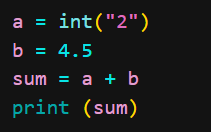 a = int("2")
b = 4.5
sum = a + b
print (sum)